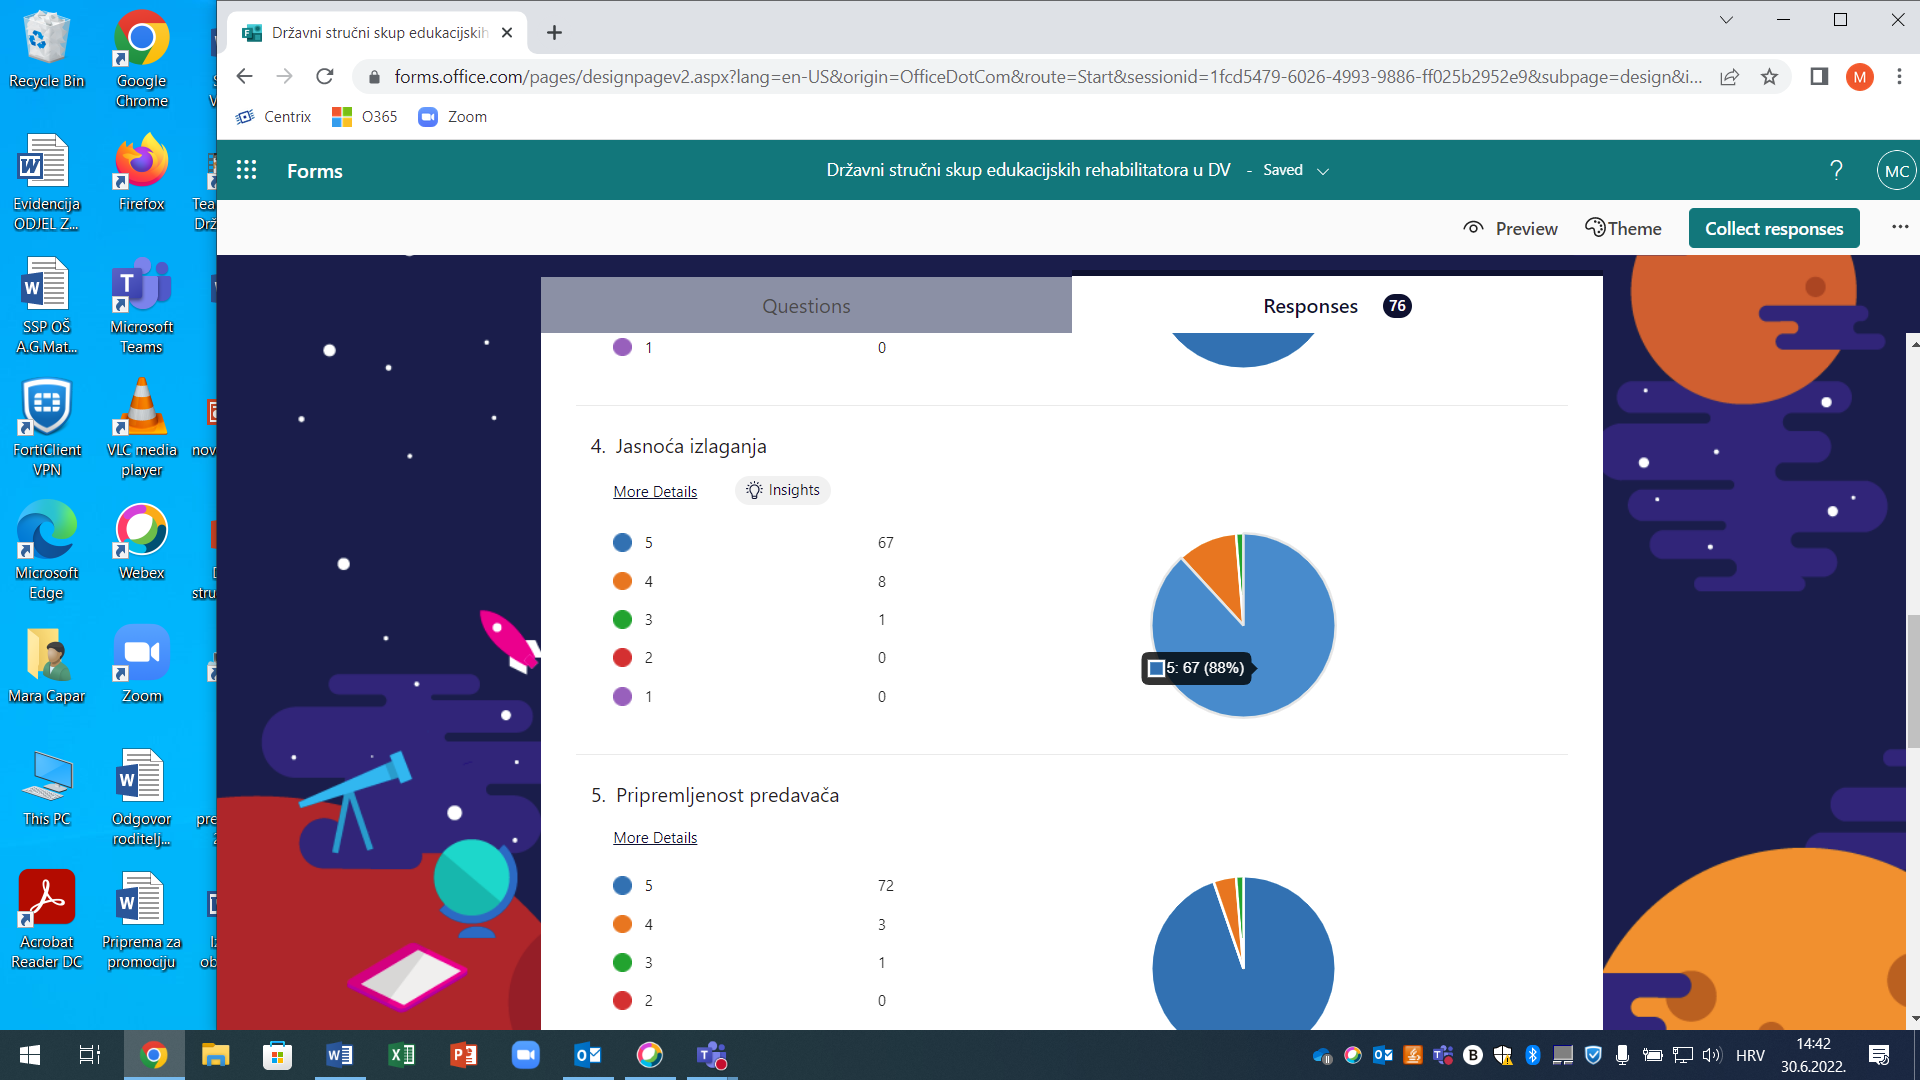 Recycle Bin
Google
Chrome
Evidencija
ODJEL Z...
Firefox
SSP OŠ
A.G.Mat...
Microsoft
Teams
FortiClient
VPN
VLC media
player
Microsoft
Edge
Webex
Mara Capar
Zoom
This PC
Odgovor
roditelj...
Acrobat
Reader DC
Priprema za
promociju
Državni stručni skup edukacijskih
forms.office.com/pages/designpagev2.aspx?lang=en-US&origin=OfficeDotCom&route=Start&sessionid=1fcd5479-6026-4993-9886-ff025b2952e9&subpage=design&i...
M
Centrix
O365
Zoom
Forms
Državni stručni skup edukacijskih rehabilitatora u DV - Saved
?
MC
Preview
Theme
Collect responses
Questions
Responses 76
1 0
4. Jasnoća izlaganja
More Details
Insights
5 67
4 8
3 1
2 0
1 0
5: 67 (88%)
5. Pripremljenost predavača
More Details
5 72
4 3
3 1
2 0
HRV
14:42
30.6.2022.